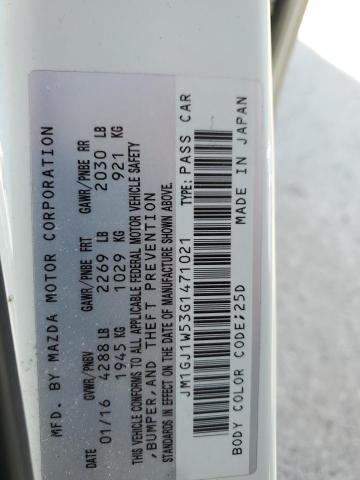 MFD. BY MAZDA MOTOR CORPORATION
DATE GVWR/PNBV GAWR/PNBE FRT GAWR/PNBE RR
01/16 4288 LB 2269 LB 2030 LB
1945 KG 1029 KG 921 KG
THIS VEHICLE CONFORMS TO ALL APPLICABLE FEDERAL MOTOR VEHICLE SAFETY
,BUMPER,AND THEFT PREVENTION
STANDARDS IN EFFECT ON THE DATE OF MANUFACTURE SHOWN ABOVE.
JM1GJ1W53G1471021 TYPE: PASS CAR
BODY COLOR CODE:25D MADE IN JAPAN